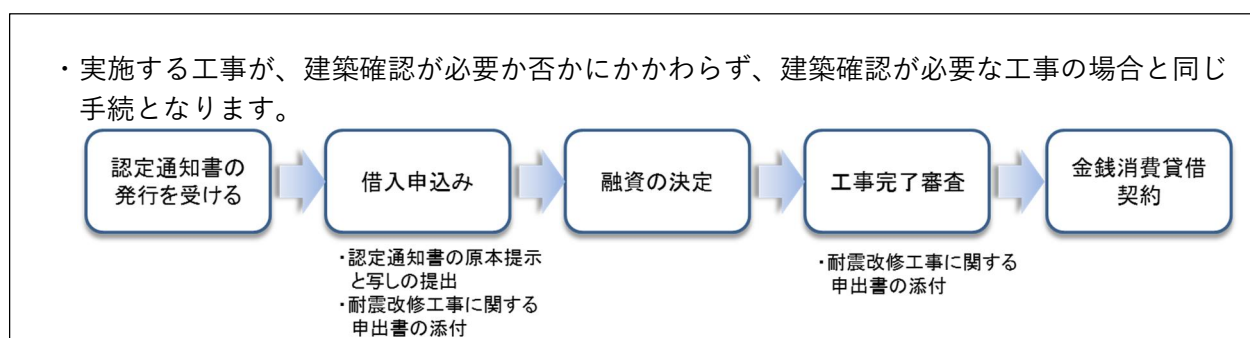 ・実施する工事が、建築確認が必要か否かにかかわらず、建築確認が必要な工事の場合と同じ
手続となります。
認定通知書の
発行を受ける
借入申込み
融資の決定
工事完了審査
金銭消費貸借
契約
・認定通知書の原本提示
と写しの提出
・耐震改修工事に関する
申出書の添付
・耐震改修工事に関する
申出書の添付